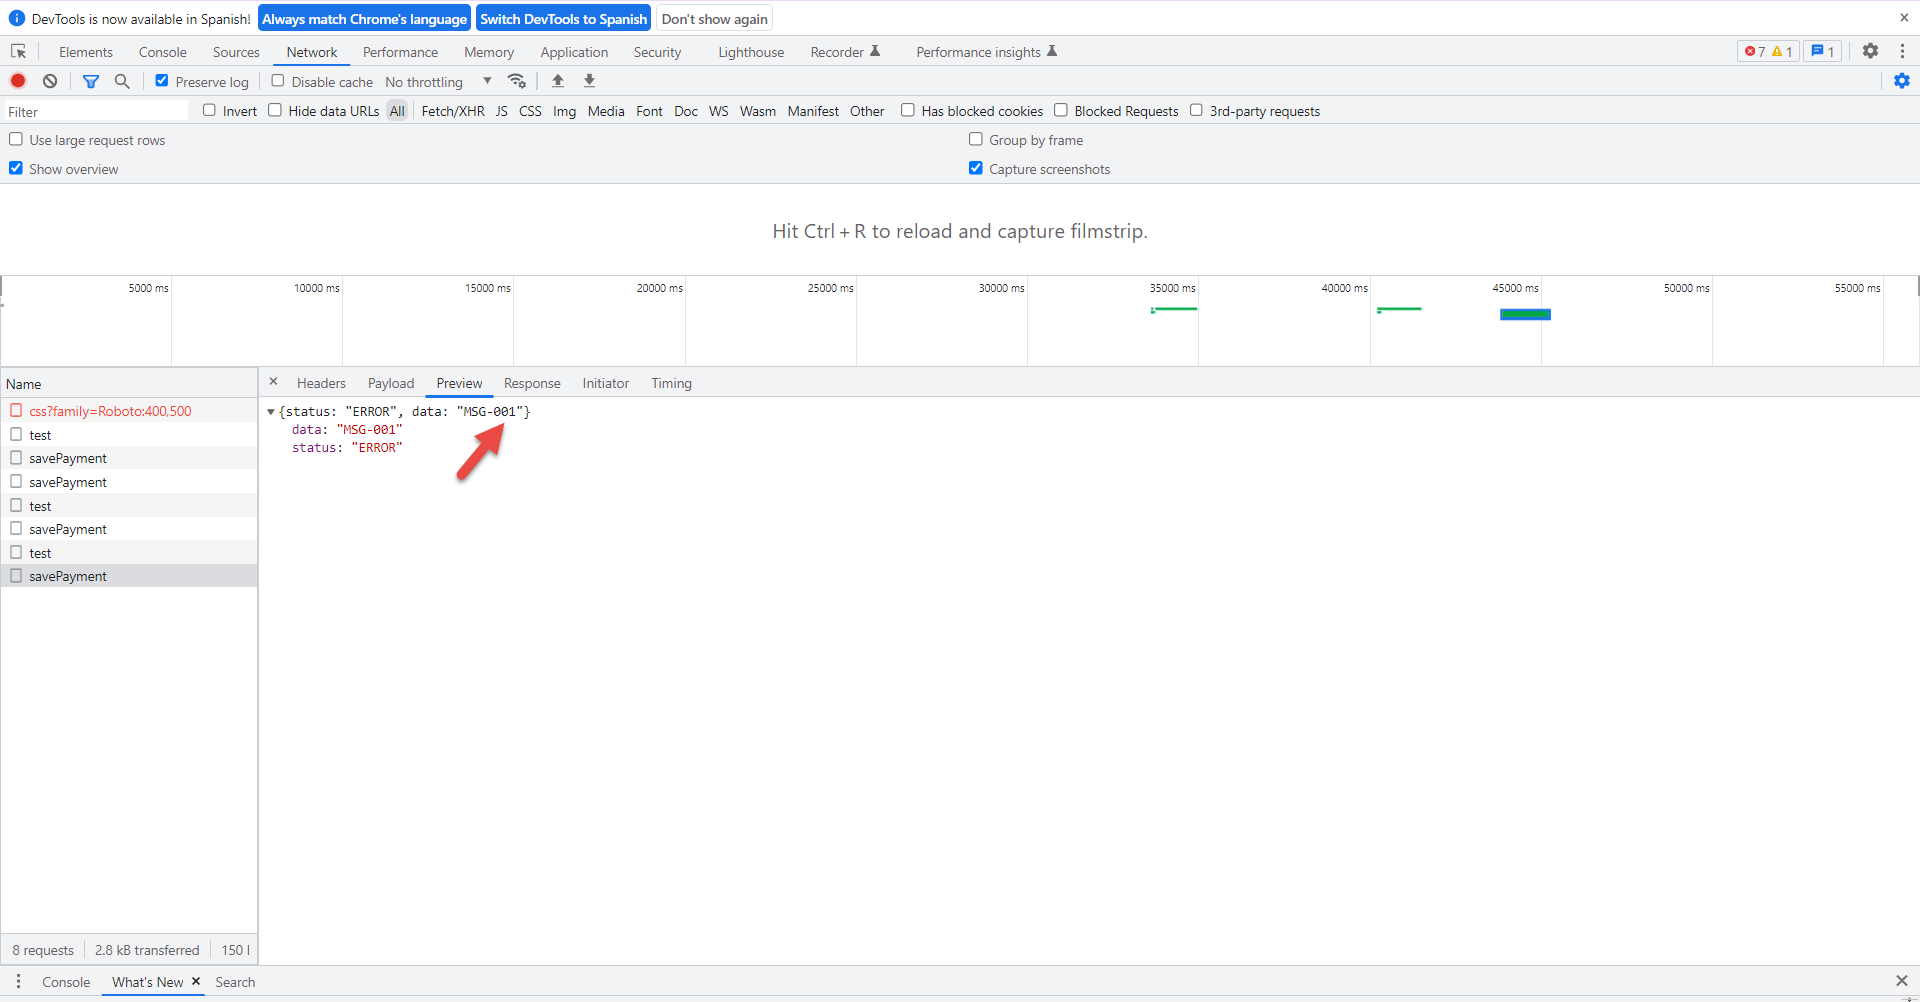 DevTools is now available in Spanish! Always match Chrome's language Switch DevTools to Spanish Don't show again
Elements Console Sources Network Performance Memory Application Security Lighthouse Recorder Performance insights 7 1 1
Preserve log Disable cache No throttling
Filter Invert Hide data URLs All Fetch/XHR JS CSS Img Media Font Doc WS Wasm Manifest Other Has blocked cookies Blocked Requests 3rd-party requests
Use large request rows Group by frame
Show overview Capture screenshots
Hit Ctrl + R to reload and capture filmstrip.
5000 ms 10000 ms 15000 ms 20000 ms 25000 ms 30000 ms 35000 ms 40000 ms 45000 ms 50000 ms 55000 ms
Name
css?family=Roboto:400,500
test
savePayment
savePayment
test
savePayment
test
savePayment
Headers Payload Preview Response Initiator Timing
{status: "ERROR", data: "MSG-001"}
data: "MSG-001"
status: "ERROR"
8 requests 2.8 kB transferred 150
Console What's New Search